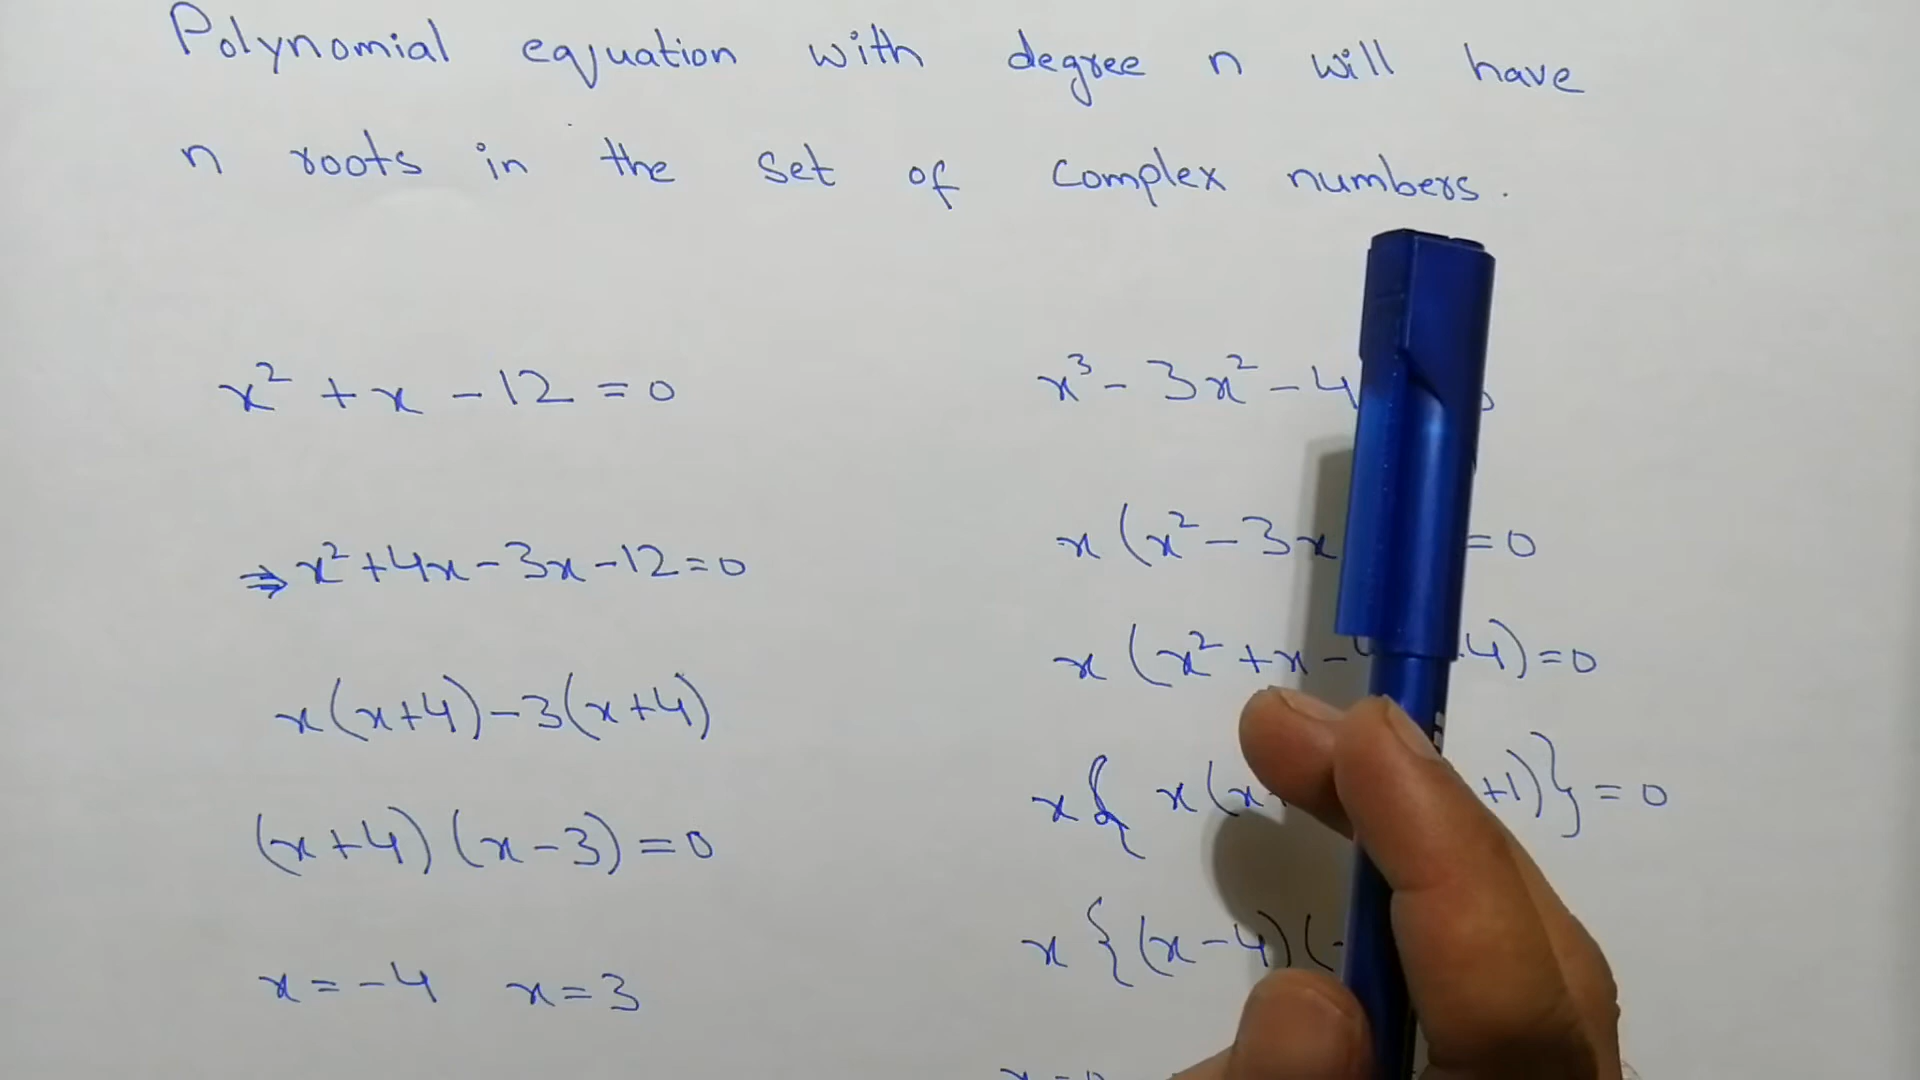 Polynomial equation with degree n will have
n roots in the set of complex numbers.
x² + x - 12 = 0
⇒ x² + 4x - 3x - 12 = 0
x(x+4) - 3(x+4)
(x+4)(x-3) = 0
x = -4 x = 3
x³ - 3x² - 4
x(x² - 3x = 0
x(x² + x - 4) = 0
x{ x(x +1)} = 0
x{(x-4)(